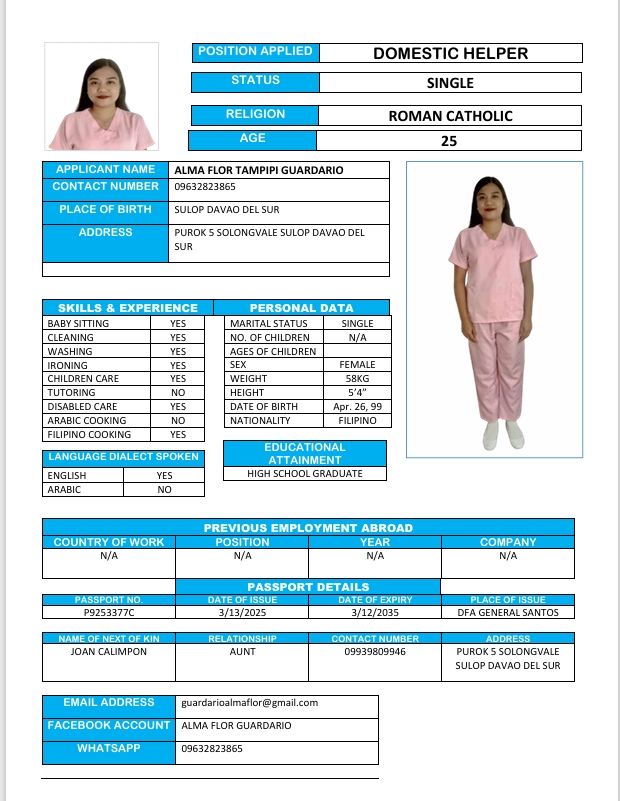 POSITION APPLIED DOMESTIC HELPER
STATUS SINGLE
RELIGION ROMAN CATHOLIC
AGE 25
APPLICANT NAME ALMA FLOR TAMPIPI GUARDARIO
CONTACT NUMBER 09632823865
PLACE OF BIRTH SULOP DAVAO DEL SUR
ADDRESS PUROK 5 SOLONGVALE SULOP DAVAO DEL
SUR
SKILLS & EXPERIENCE PERSONAL DATA
BABY SITTING YES MARITAL STATUS SINGLE
CLEANING YES NO. OF CHILDREN N/A
WASHING YES AGES OF CHILDREN
IRONING YES SEX FEMALE
CHILDREN CARE YES WEIGHT 58KG
TUTORING NO HEIGHT 5’4”
DISABLED CARE YES DATE OF BIRTH Apr. 26, 99
ARABIC COOKING NO NATIONALITY FILIPINO
FILIPINO COOKING YES
LANGUAGE DIALECT SPOKEN
ENGLISH YES
ARABIC NO
EDUCATIONAL
ATTAINMENT
HIGH SCHOOL GRADUATE
PREVIOUS EMPLOYMENT ABROAD
COUNTRY OF WORK POSITION YEAR COMPANY
N/A N/A N/A N/A
PASSPORT DETAILS
PASSPORT NO. DATE OF ISSUE DATE OF EXPIRY PLACE OF ISSUE
P9253377C 3/13/2025 3/12/2035 DFA GENERAL SANTOS
NAME OF NEXT OF KIN RELATIONSHIP CONTACT NUMBER ADDRESS
JOAN CALIMPON AUNT 09939809946 PUROK 5 SOLONGVALE
SULOP DAVAO DEL SUR
EMAIL ADDRESS guardarioalmaflor@gmail.com
FACEBOOK ACCOUNT ALMA FLOR GUARDARIO
WHATSAPP 09632823865